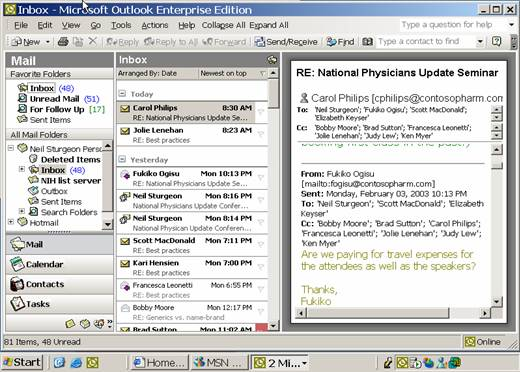 Inbox - Microsoft Outlook Enterprise Edition
File Edit View Go Tools Actions Help Collapse All Expand All Type a question for help
New Reply Reply to All Forward Send/Receive Find Type a contact to find
Mail
Favorite Folders
Inbox (48)
Unread Mail (51)
For Follow Up [17]
Sent Items
All Mail Folders
Neil Sturgeon Person
Deleted Items
Inbox (48)
NIH list server
Outbox
Sent Items
Search Folders
Hotmail
Mail
Calendar
Contacts
Tasks
Inbox
Arranged By: Date Newest on top
Today
Carol Philips 8:30 AM
RE: National Physicians Update Se...
Jolie Lenehan 8:23 AM
RE: Best practices
Yesterday
Fukiko Ogisu Mon 10:13 PM
RE: National Physicians Update S...
Neil Sturgeon Mon 8:16 PM
National Physician Update Conferen...
Neil Sturgeon Mon 8:14 PM
National Physician Update Confere...
Scott MacDonald Mon 7:11 PM
RE: Best practices
Kari Hensien Mon 7:00 PM
RE: Best practices
Francesca Leonetti Mon 6:55 PM
RE: Best practices
Bobby Moore Mon 12:17 PM
RE: Generics vs. name-brand
Brad Sutton Mon 11:02 AM
RE: National Physicians Update Seminar
Carol Philips [cphilips@contosopharm.com
To: 'Neil Sturgeon'; 'Fukiko Ogisu'; 'Scott MacDonald';
'Elizabeth Keyser'
Cc: 'Bobby Moore'; 'Brad Sutton'; 'Francesca Leonetti';
'Jolie Lenehan'; 'Judy Lew'; 'Ken Myer'
booking first class in the past.)
From: Fukiko Ogisu
[mailto:fogisu@contosopharm.com]
Sent: Monday, February 03, 2003 10:13 PM
To: 'Neil Sturgeon'; 'Scott MacDonald'; 'Elizabeth
Keyser'
Cc: 'Bobby Moore'; 'Brad Sutton'; 'Carol Philips';
'Francesca Leonetti'; 'Jolie Lenehan'; 'Judy Lew';
'Ken Myer'
Are we paying for travel expenses for
the attendees as well as the speakers?
Thanks,
Fukiko
81 Items, 48 Unread Online
Start Home... MSN ... 2 Mi...